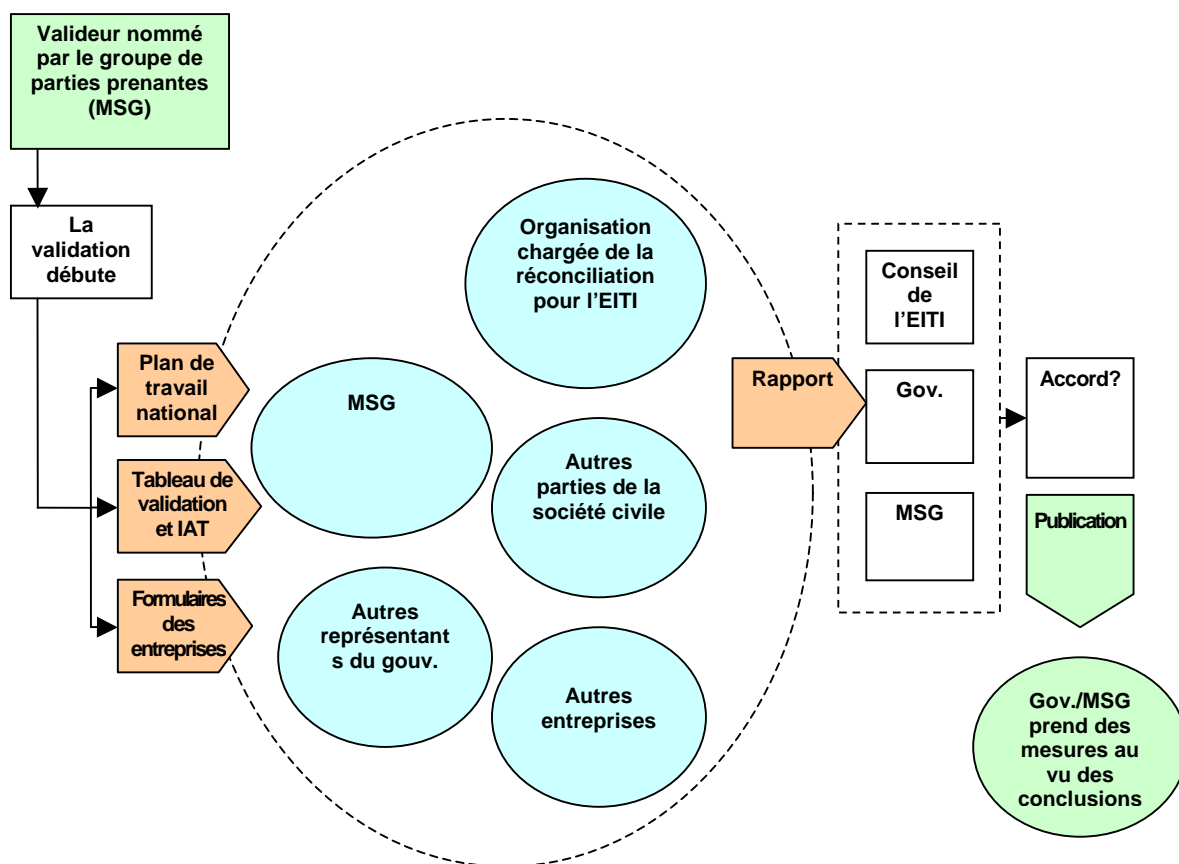 Valideur nommé
par le groupe de
parties prenantes
(MSG)
La
validation
débute
Plan de
travail
national
Tableau de
validation
et IAT
Formulaires
des
entreprises
Organisation
chargée de la
réconciliation
pour l’EITI
MSG
Autres
parties de la
société civile
Autres
représentant
s du gouv.
Autres
entreprises
Rapport
Conseil
de
l’EITI
Gov.
MSG
Accord?
Publication
Gov./MSG
prend des
mesures au
vu des
conclusions